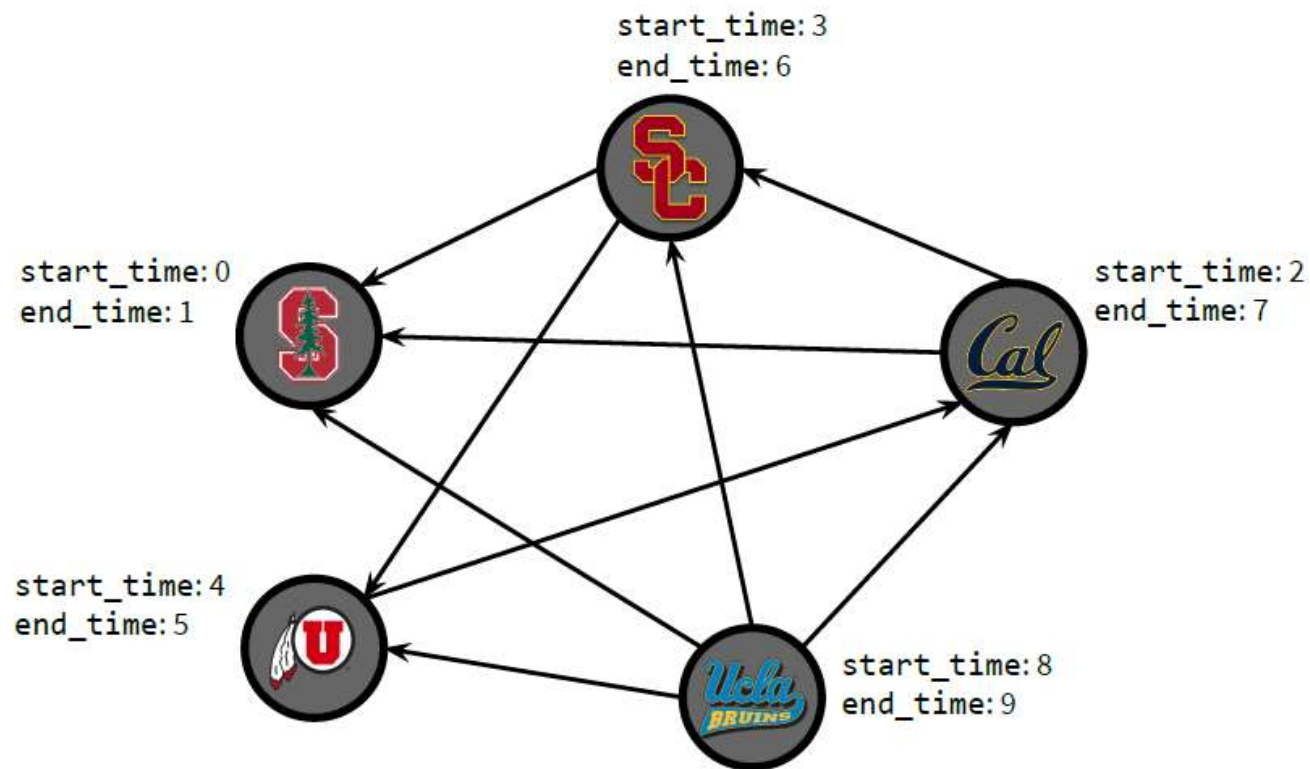 start_time: 3
end_time: 6
SC
start_time: 0
end_time: 1
S
start_time: 2
end_time: 7
Cal
start_time: 4
end_time: 5
U
Ucla
BRUINS
start_time: 8
end_time: 9